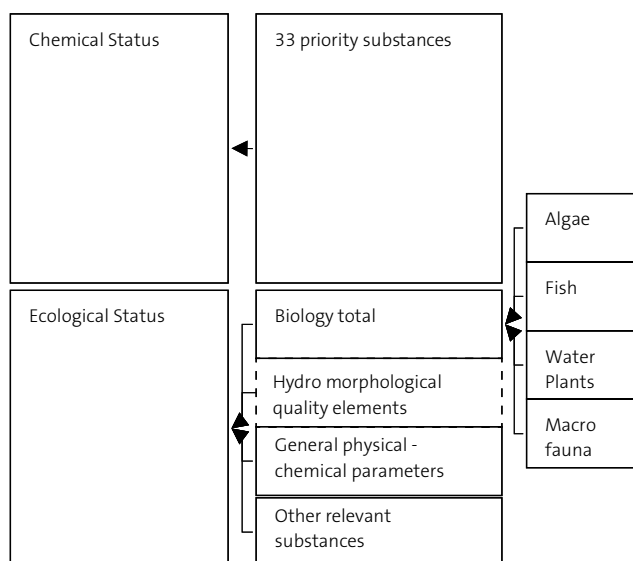 Chemical Status
33 priority substances
Algae
Fish
Ecological Status
Biology total
Water
Plants
Hydro morphological
quality elements
Macro
fauna
General physical -
chemical parameters
Other relevant
substances